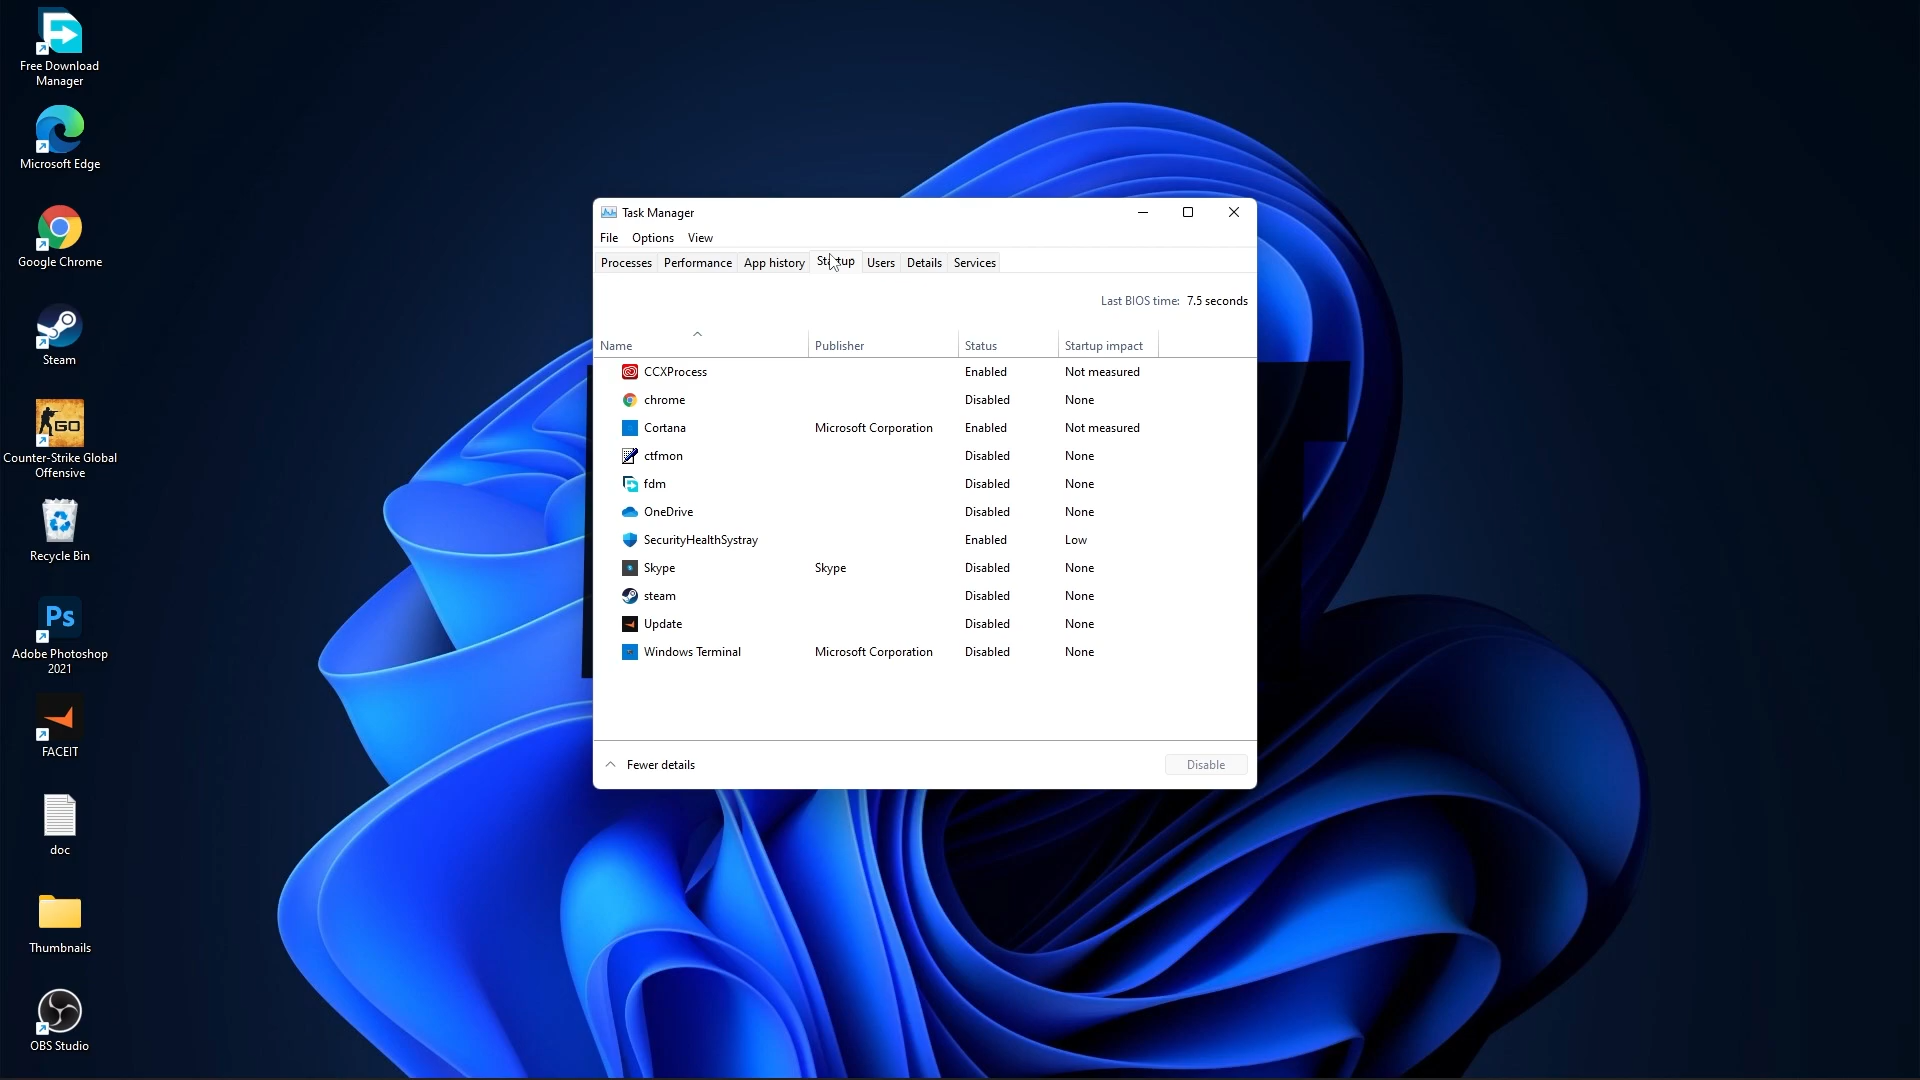 Free Download
Manager
Microsoft Edge
Google Chrome
Steam
GO
Counter-Strike Global
Offensive
Recycle Bin
Ps
Adobe Photoshop
2021
FACEIT
doc
Thumbnails
OBS Studio
Task Manager
File Options View
Processes Performance App history Startup Users Details Services
Last BIOS time: 7.5 seconds
Name Publisher Status Startup impact
CCXProcess Enabled Not measured
chrome Disabled None
Cortana Microsoft Corporation Enabled Not measured
ctfmon Disabled None
fdm Disabled None
OneDrive Disabled None
SecurityHealthSystray Enabled Low
Skype Skype Disabled None
steam Disabled None
Update Disabled None
Windows Terminal Microsoft Corporation Disabled None
Fewer details Disable